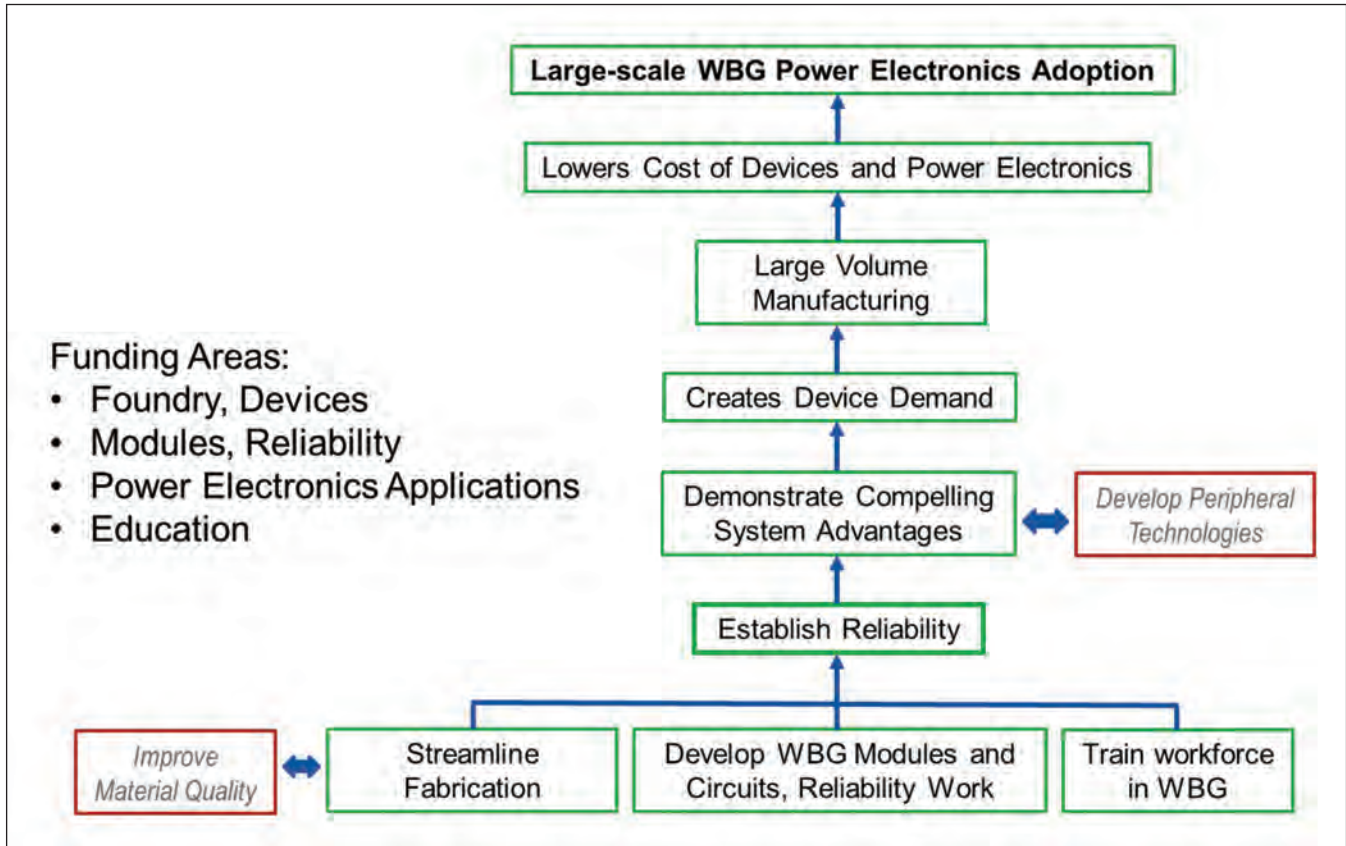 Large-scale WBG Power Electronics Adoption
Lowers Cost of Devices and Power Electronics
Large Volume
Manufacturing
Funding Areas:
• Foundry, Devices
• Modules, Reliability
• Power Electronics Applications
• Education
Creates Device Demand
Demonstrate Compelling
System Advantages
Develop Peripheral
Technologies
Establish Reliability
Improve
Material Quality
Streamline
Fabrication
Develop WBG Modules and
Circuits, Reliability Work
Train workforce
in WBG